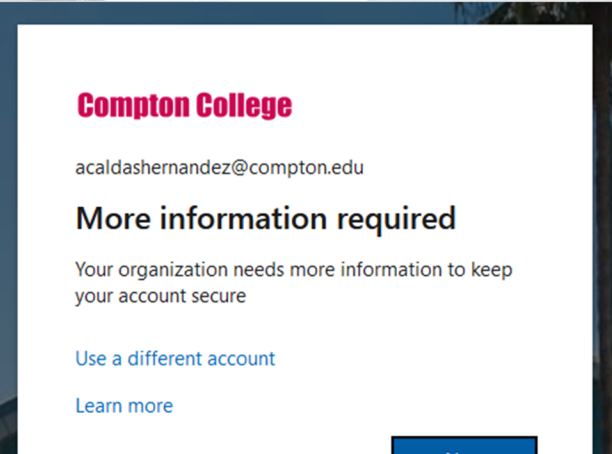 Compton College
acaldashernandez@compton.edu
More information required
Your organization needs more information to keep
your account secure
Use a different account
Learn more